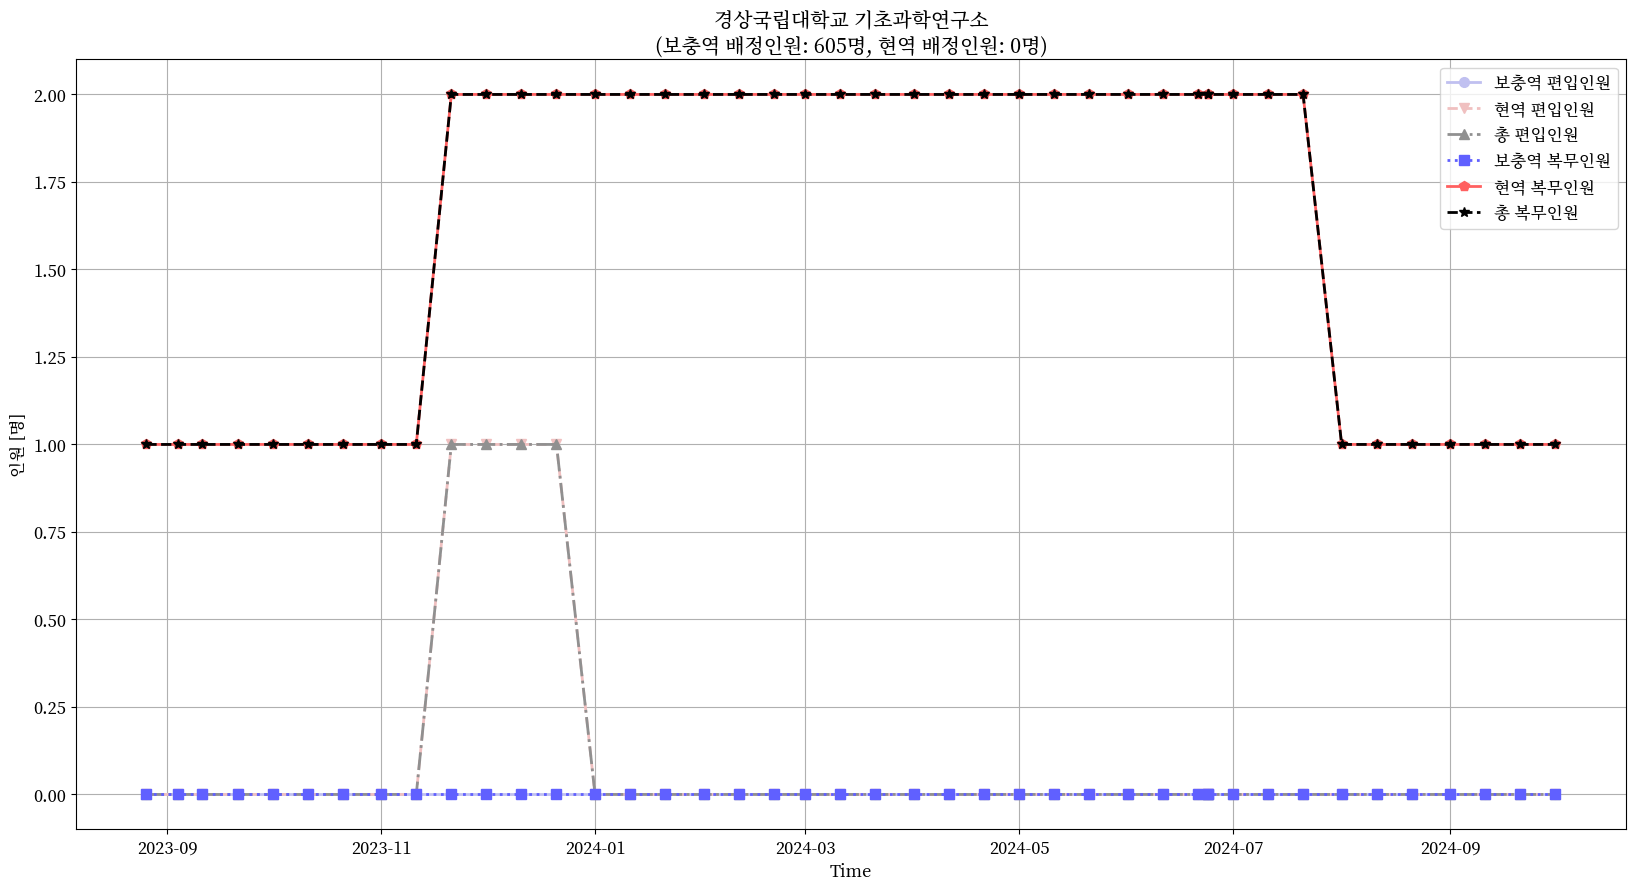 경상국립대학교 기초과학연구소
(보충역 배정인원: 605명, 현역 배정인원: 0명)
보충역 편입인원
현역 편입인원
총 편입인원
보충역 복무인원
현역 복무인원
총 복무인원
인원 [명]
2.00
1.75
1.50
1.25
1.00
0.75
0.50
0.25
0.00
2023-09 2023-11 2024-01 2024-03 2024-05 2024-07 2024-09
Time